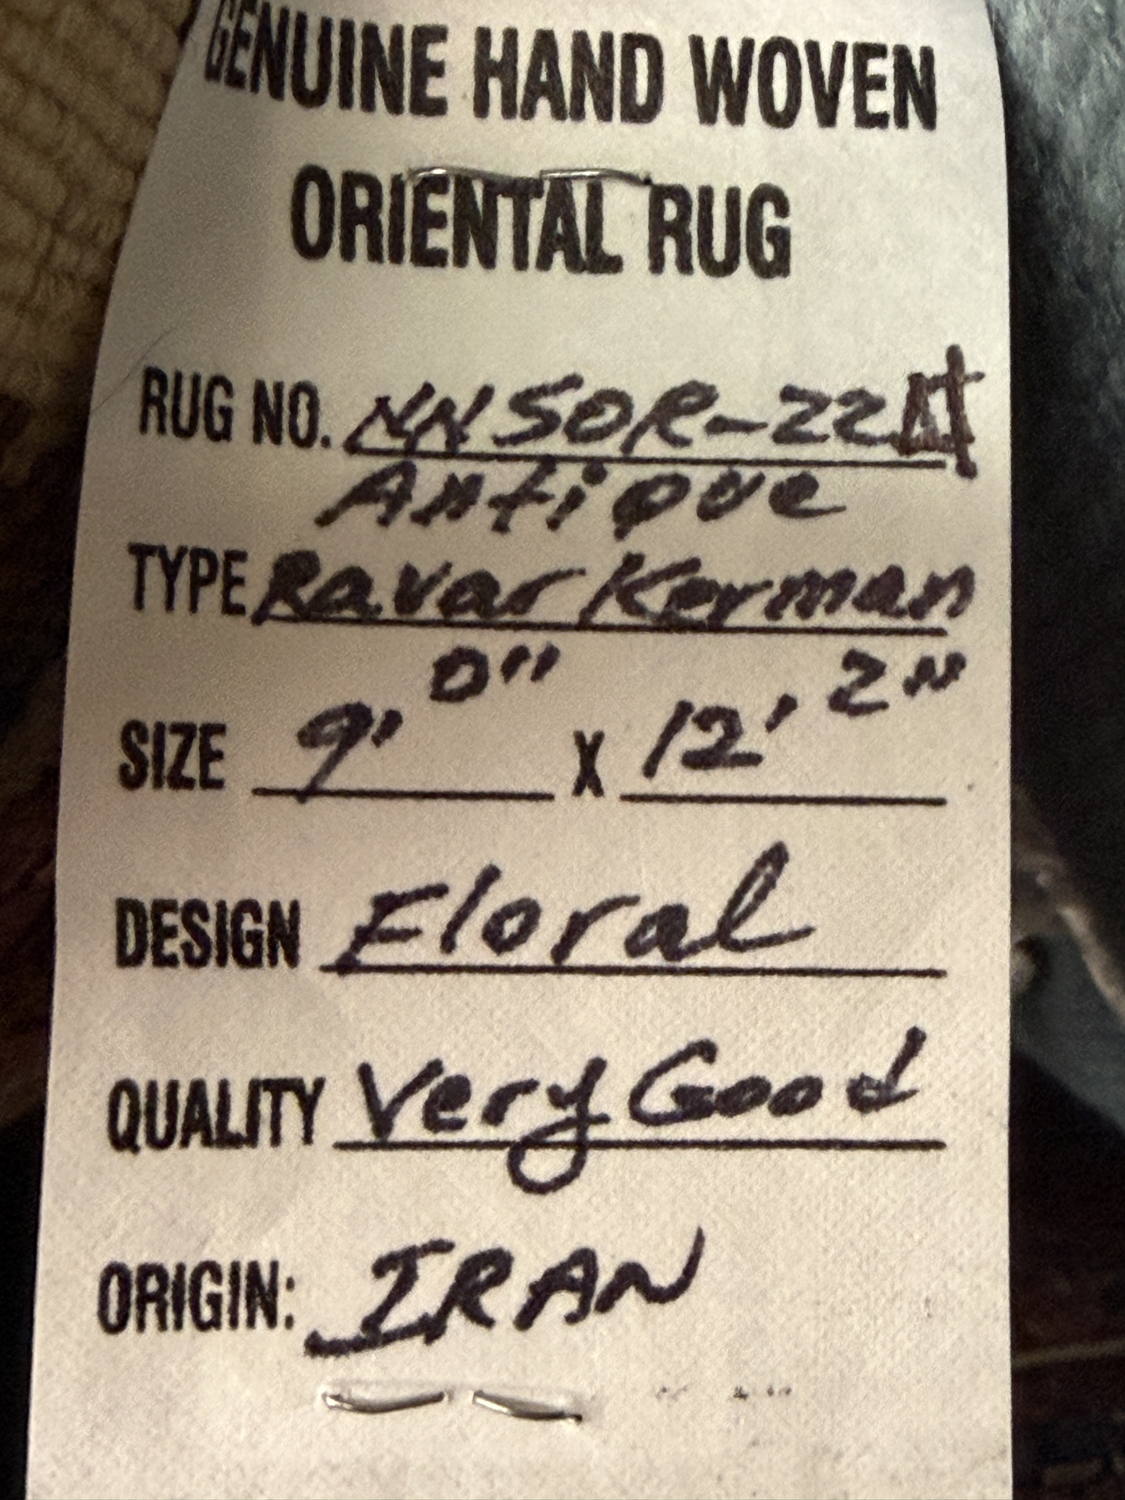 GENUINE HAND WOVEN
ORIENTAL RUG
RUG NO. NNSOR-224
Antique
TYPE Ravar Kerman
SIZE 9' 0" X 12' 2"
DESIGN Floral
QUALITY Very Good
ORIGIN: IRAN